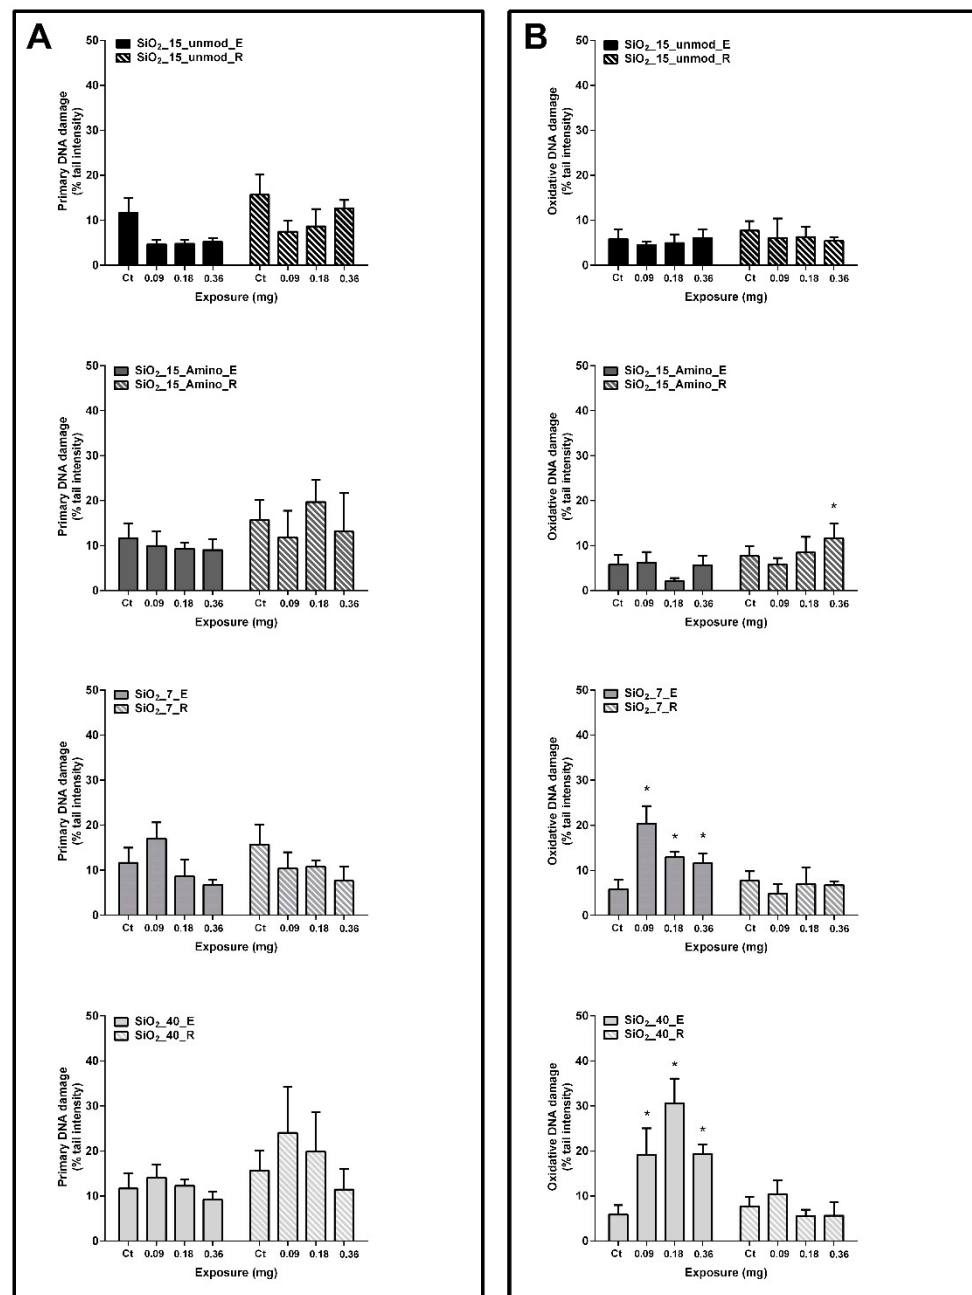 A
SiO₂_15_unmod_E
SiO₂_15_unmod_R
Primary DNA damage
(% tail intensity)
50
40
30
20
10
0
Ct 0.09 0.18 0.36 Ct 0.09 0.18 0.36
Exposure (mg)
SiO₂_15_Amino_E
SiO₂_15_Amino_R
Primary DNA damage
(% tail intensity)
50
40
30
20
10
0
Ct 0.09 0.18 0.36 Ct 0.09 0.18 0.36
Exposure (mg)
SiO₂_7_E
SiO₂_7_R
Primary DNA damage
(% tail intensity)
50
40
30
20
10
0
Ct 0.09 0.18 0.36 Ct 0.09 0.18 0.36
Exposure (mg)
SiO₂_40_E
SiO₂_40_R
Primary DNA damage
(% tail intensity)
50
40
30
20
10
0
Ct 0.09 0.18 0.36 Ct 0.09 0.18 0.36
Exposure (mg)
B
SiO₂_15_unmod_E
SiO₂_15_unmod_R
Oxidative DNA damage
(% tail intensity)
50
40
30
20
10
0
Ct 0.09 0.18 0.36 Ct 0.09 0.18 0.36
Exposure (mg)
SiO₂_15_Amino_E
SiO₂_15_Amino_R
Oxidative DNA damage
(% tail intensity)
50
40
30
20
10
0
*
Ct 0.09 0.18 0.36 Ct 0.09 0.18 0.36
Exposure (mg)
SiO₂_7_E
SiO₂_7_R
Oxidative DNA damage
(% tail intensity)
50
40
30
20
10
0
* * *
Ct 0.09 0.18 0.36 Ct 0.09 0.18 0.36
Exposure (mg)
SiO₂_40_E
SiO₂_40_R
Oxidative DNA damage
(% tail intensity)
50
40
30
20
10
0
* * *
Ct 0.09 0.18 0.36 Ct 0.09 0.18 0.36
Exposure (mg)